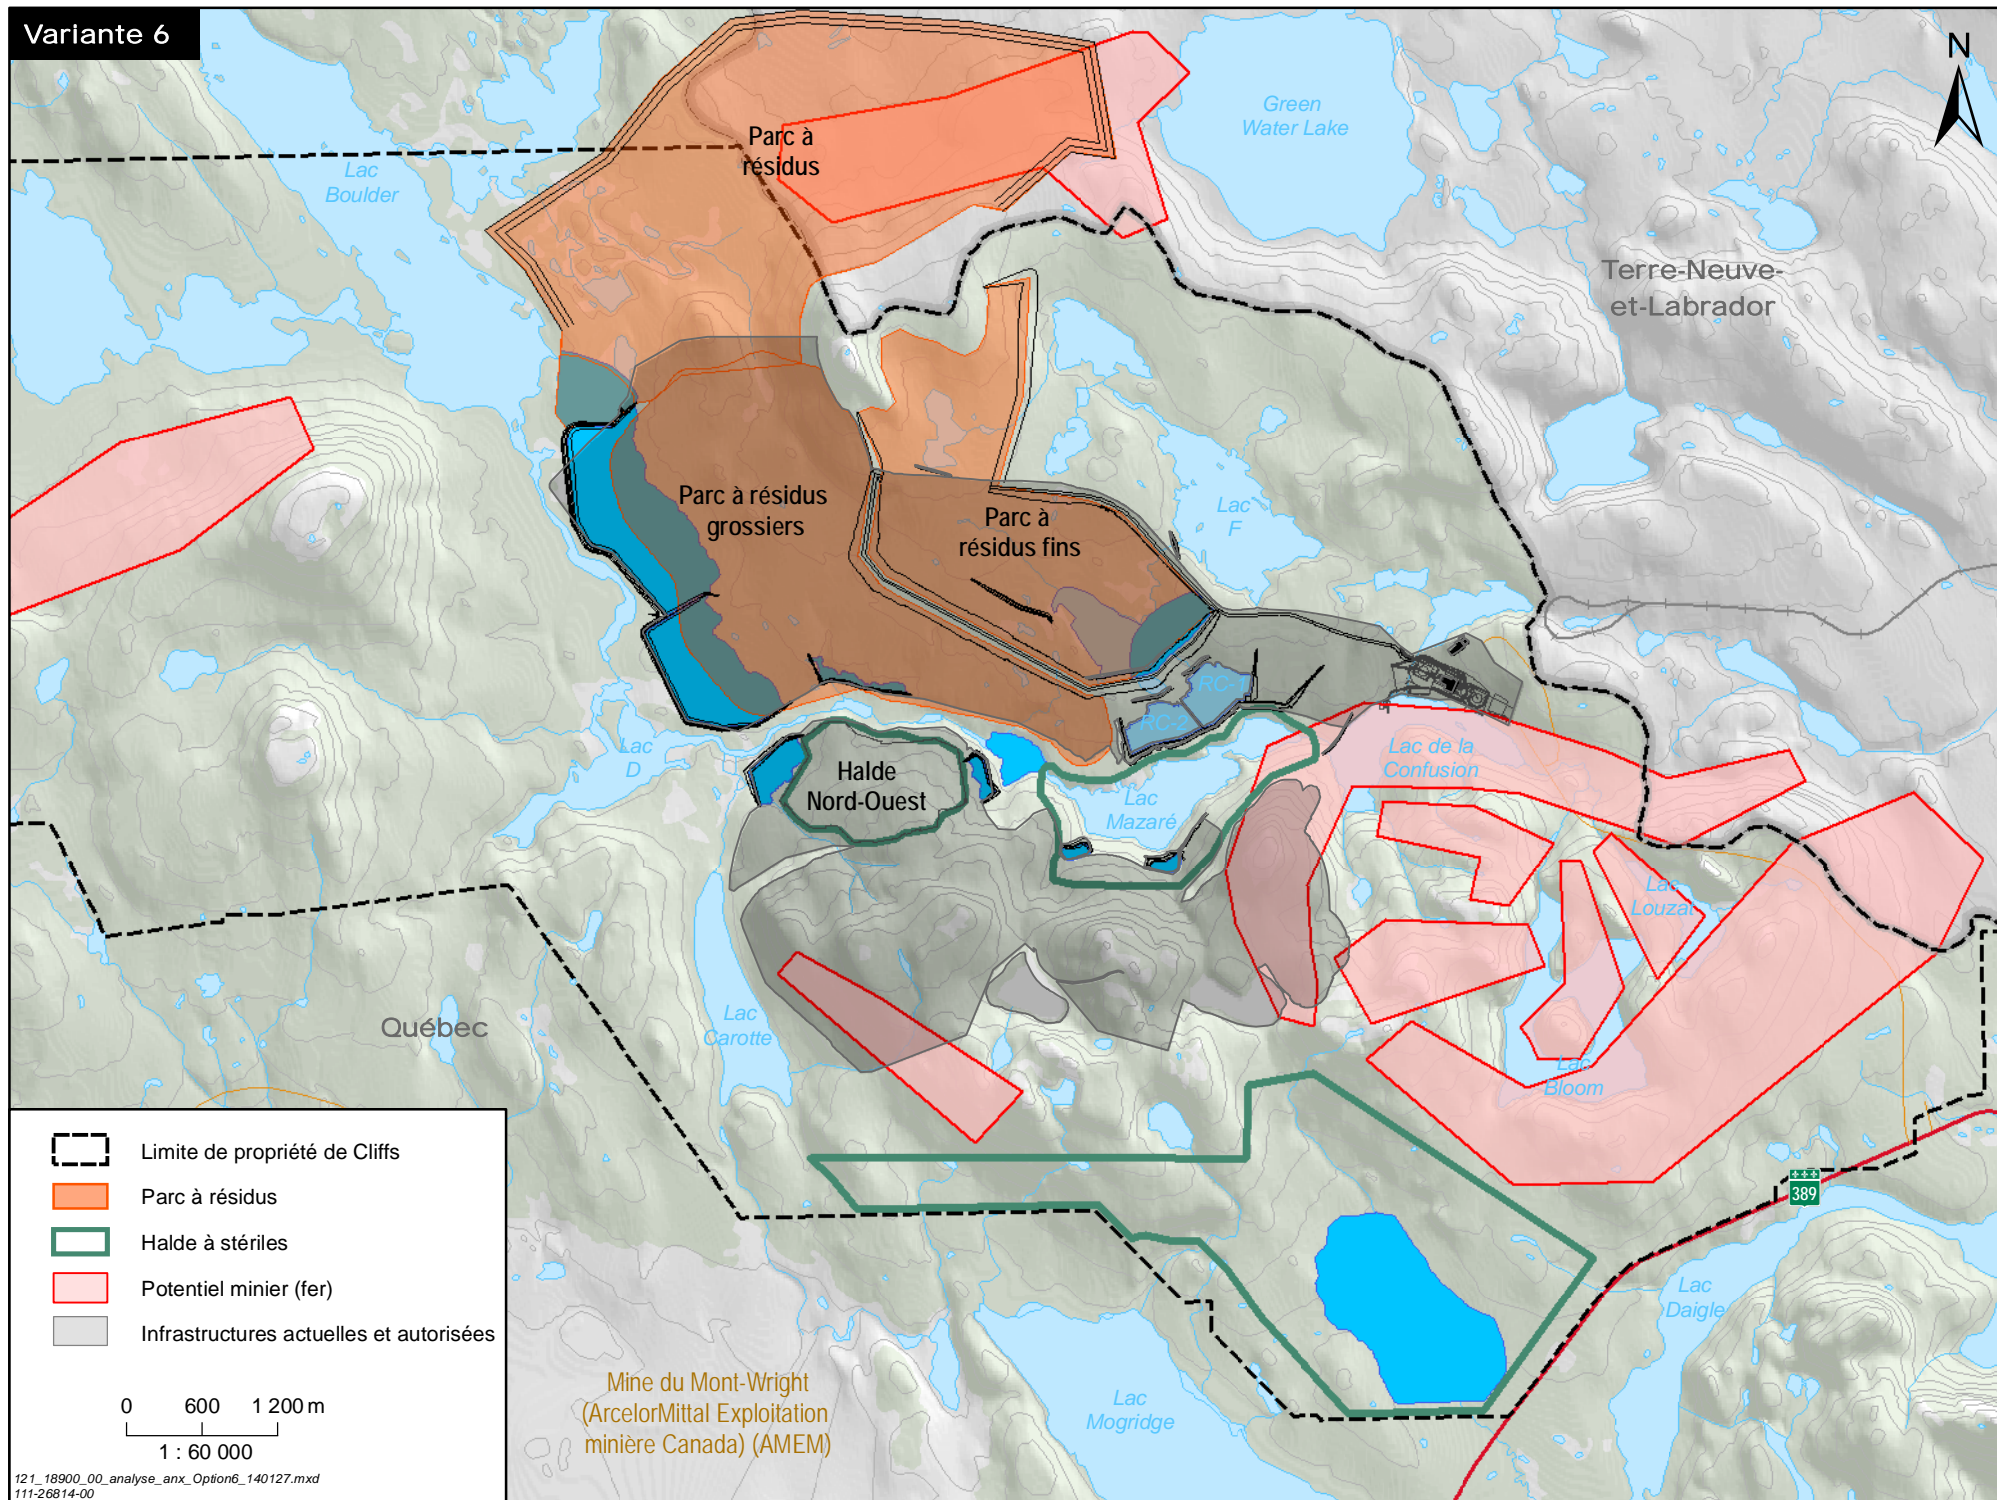 Variante 6
N
Green
Water Lake
Parc à
résidus
Lac
Boulder
Terre-Neuve-
et-Labrador
Parc à résidus
grossiers
Parc à
résidus fins
Lac
F
RC-1
RC-2
Lac
D
Lac de la
Confusion
Halde
Nord-Ouest
Lac
Mazaré
Lac
Louzat
Québec
Lac
Carotte
Lac
Bloom
389
Lac
Daigle
Lac
Mogridge
Mine du Mont-Wright
(ArcelorMittal Exploitation
minière Canada) (AMEM)
Limite de propriété de Cliffs
Parc à résidus
Halde à stériles
Potentiel minier (fer)
Infrastructures actuelles et autorisées
0 600 1 200 m
1 : 60 000
121_18900_00_analyse_anx_Option6_140127.mxd
111-26814-00